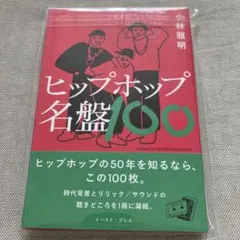 小林雅明
ヒップホップ
名盤100
ヒップホップの50年を知るなら、
この100枚。
時代背景とリリック／サウンドの
聴きどころを1冊に凝縮。
イースト・プレス